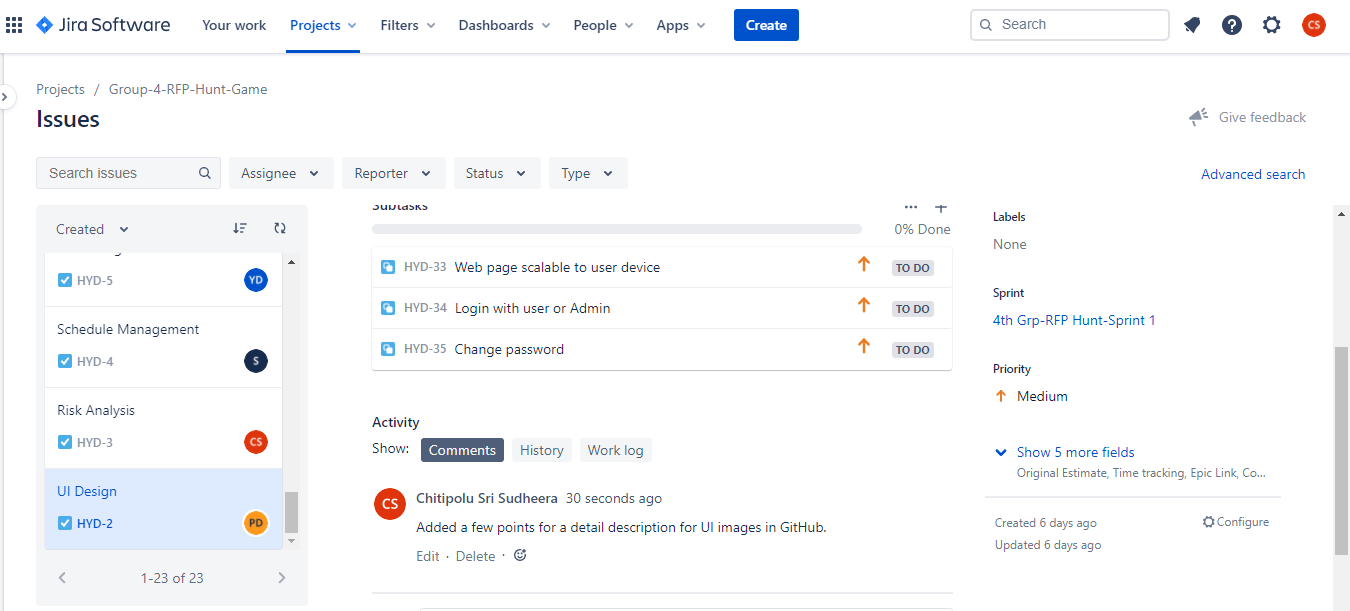 Jira Software
Your work
Projects
Filters
Dashboards
People
Apps
Create
Search
CS
Projects / Group-4-RFP-Hunt-Game
Issues
Give feedback
Search issues
Assignee
Reporter
Status
Type
Advanced search
Created
HYD-5
YD
Schedule Management
HYD-4
S
Risk Analysis
HYD-3
CS
UI Design
HYD-2
PD
1-23 of 23
Subtasks
0% Done
HYD-33 Web page scalable to user device TO DO
HYD-34 Login with user or Admin TO DO
HYD-35 Change password TO DO
Activity
Show: Comments History Work log
CS
Chitipolu Sri Sudheera 30 seconds ago
Added a few points for a detail description for UI images in GitHub.
Edit · Delete ·
Labels
None
Sprint
4th Grp-RFP Hunt-Sprint 1
Priority
Medium
Show 5 more fields
Original Estimate, Time tracking, Epic Link, Co...
Created 6 days ago
Configure
Updated 6 days ago